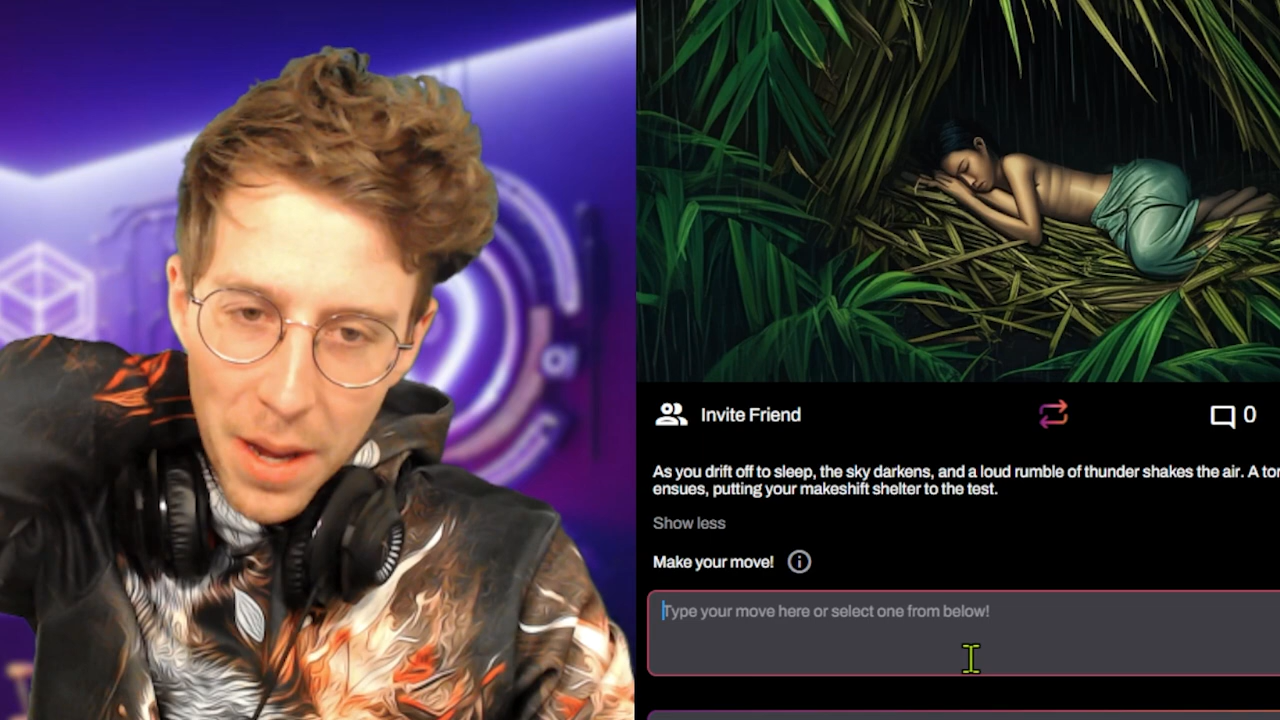 Invite Friend
0
As you drift off to sleep, the sky darkens, and a loud rumble of thunder shakes the air. A
ensues, putting your makeshift shelter to the test.
Show less
Make your move!
Type your move here or select one from below!